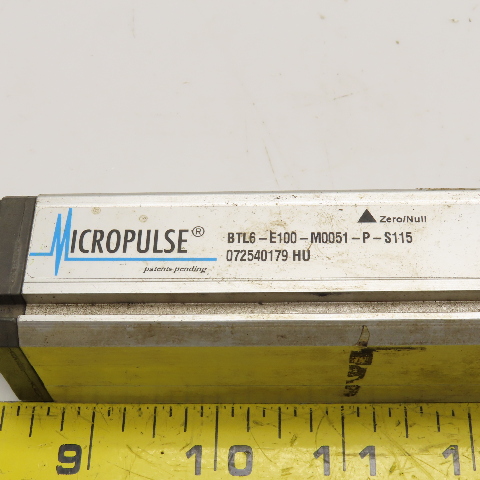 MICROPULSE®
patents pending
Zero/Null
BTL6-E100-M0051-P-S115
072540179 HU
9 10 11